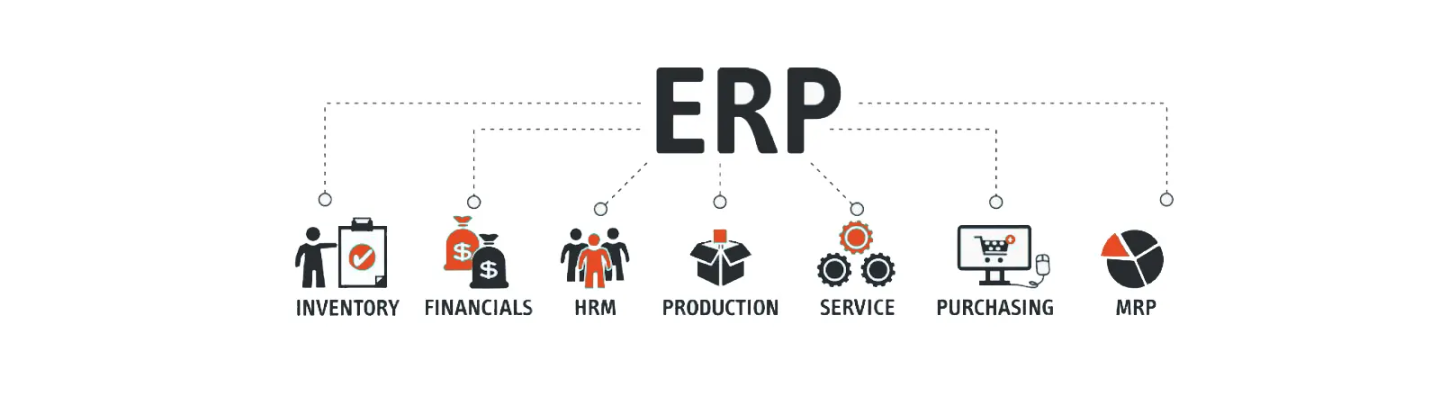 ERP
INVENTORY
FINANCIALS
HRM
PRODUCTION
SERVICE
PURCHASING
MRP